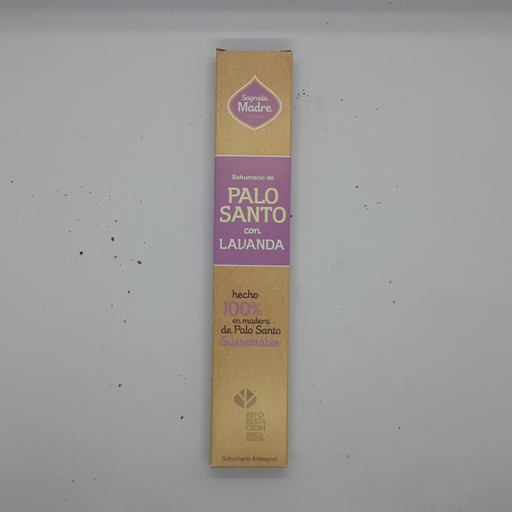 Sagrada
Madre
Sahumerio de
PALO
SANTO
con
LAVANDA
hecho
100%
en madera
de Palo Santo
Sustentable
REFO
RESTA
CIÓN
Sahumerio Artesanal